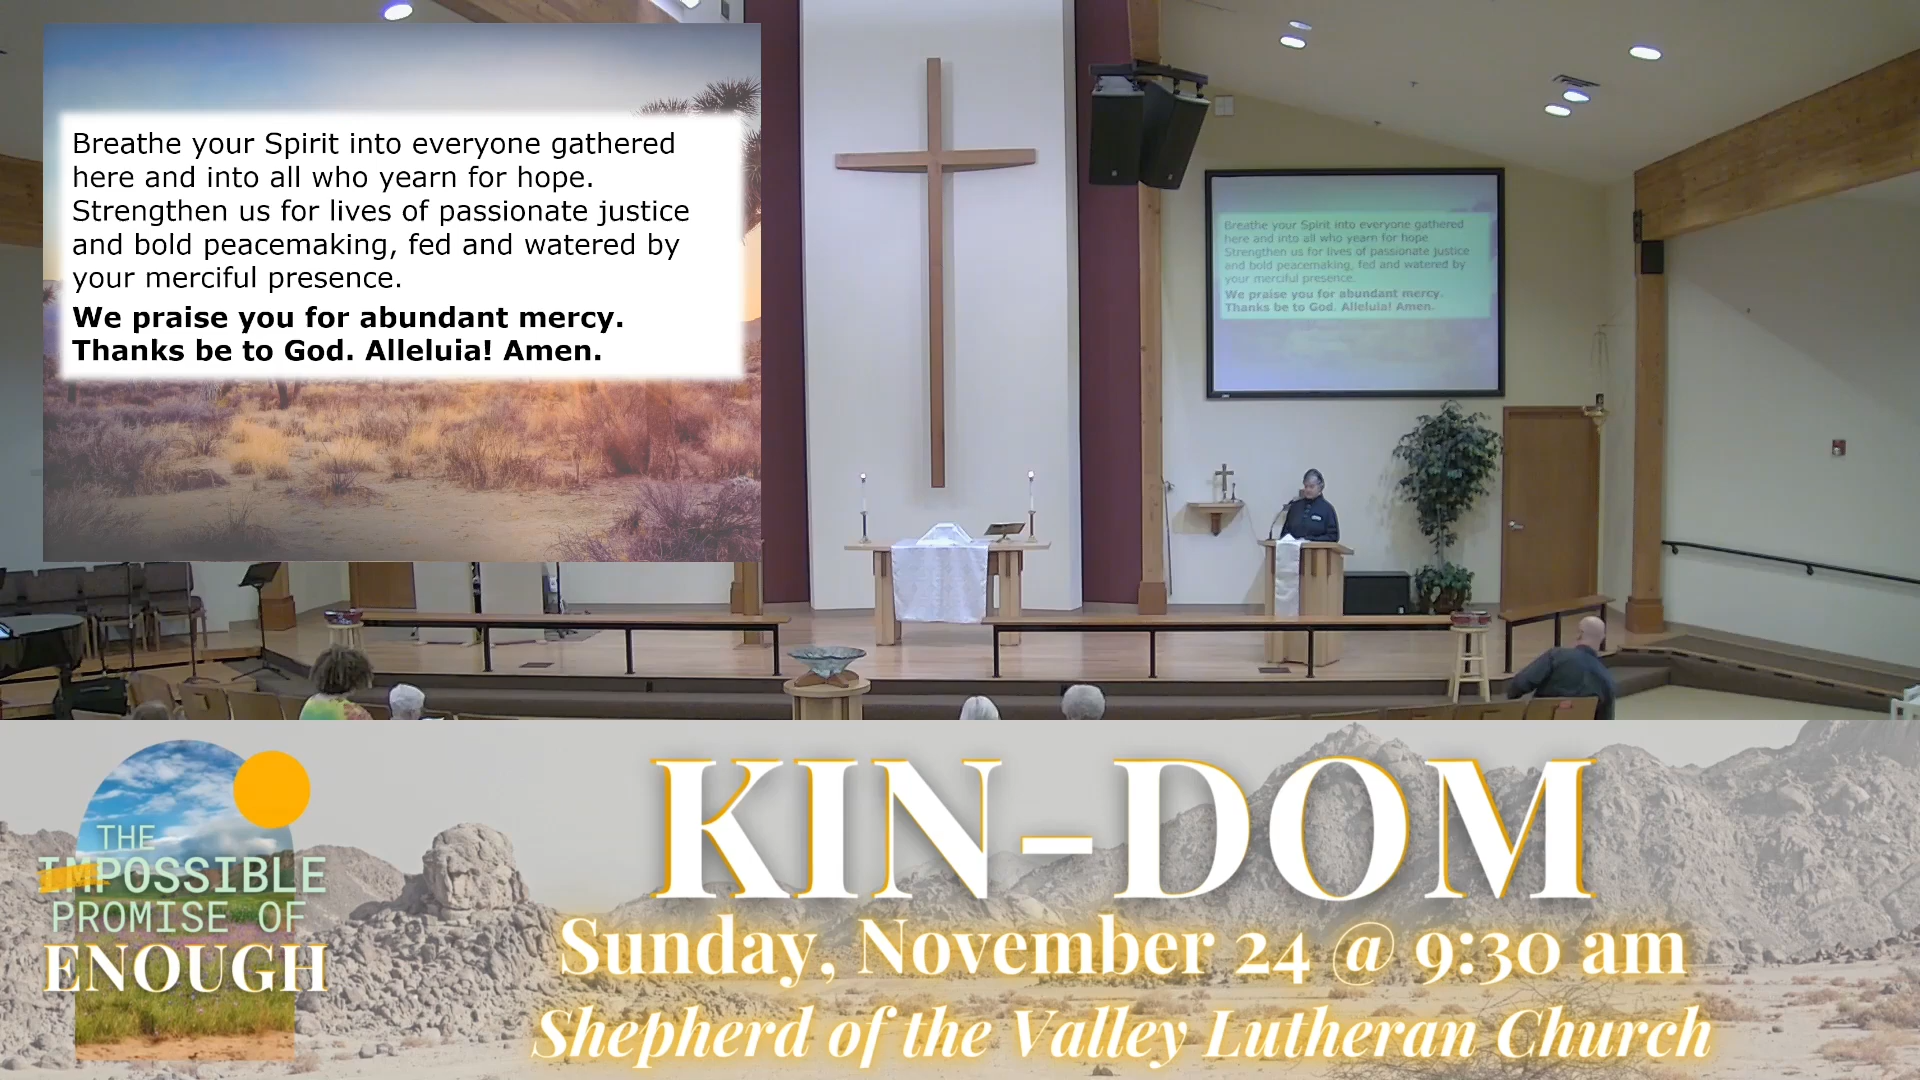 Breathe your Spirit into everyone gathered
here and into all who yearn for hope.
Strengthen us for lives of passionate justice
and bold peacemaking, fed and watered by
your merciful presence.
We praise you for abundant mercy.
Thanks be to God. Alleluia! Amen.
Breathe your Spirit into everyone gathered
here and into all who yearn for hope
Strengthen us for lives of passionate justice
and bold peacemaking, fed and watered by
your merciful presence.
We praise you for abundant mercy.
Thanks be to God. Alleluia! Amen.
THE
IMPOSSIBLE
PROMISE OF
ENOUGH
KIN-DOM
Sunday, November 24 @ 9:30 am
Shepherd of the Valley Lutheran Church